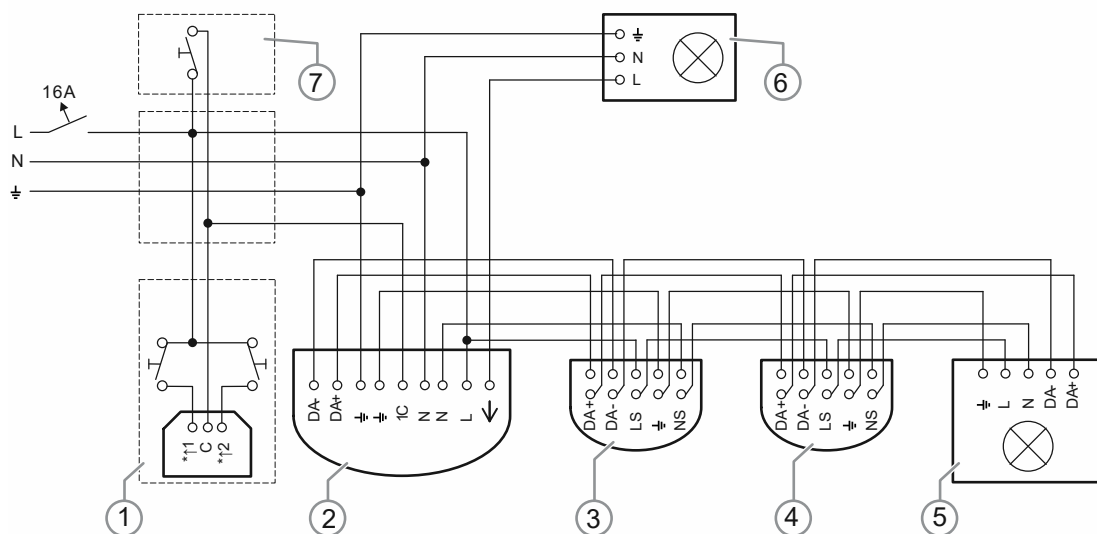 ⏚
N
L
7
6
16A
L
N
⏚
DA-
DA+
⏚
⏚
1C
N
N
L
↓
DA+
DA-
LS
⏚
NS
DA+
DA-
LS
⏚
NS
⏚
L
N
DA-
DA+
*↑1
C
*↑2
1
2
3
4
5